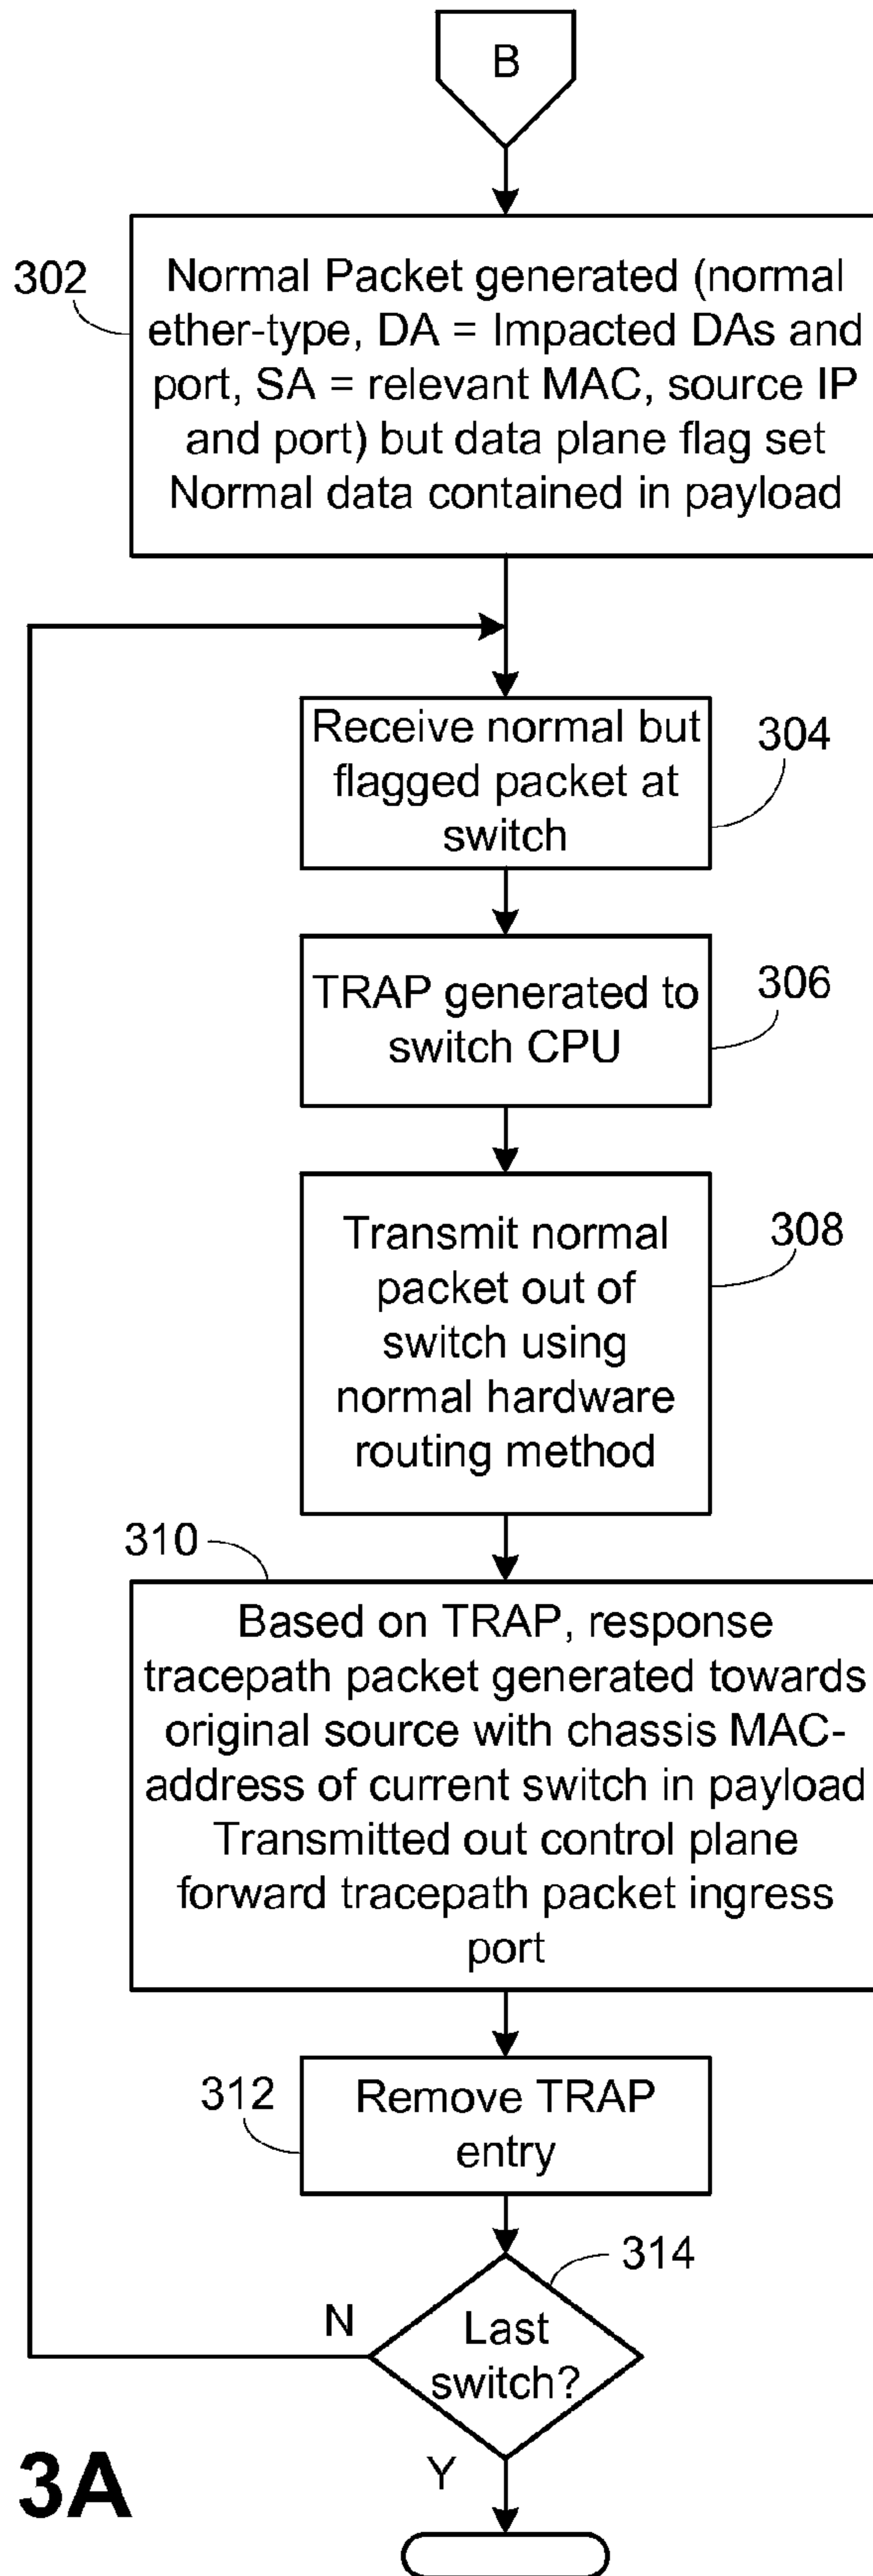 B
302
Normal Packet generated (normal
ether-type, DA = Impacted DAs and
port, SA = relevant MAC, source IP
and port) but data plane flag set
Normal data contained in payload
Receive normal but
flagged packet at
switch
304
TRAP generated to
switch CPU
306
Transmit normal
packet out of
switch using
normal hardware
routing method
308
310
Based on TRAP, response
tracepath packet generated towards
original source with chassis MAC-
address of current switch in payload
Transmitted out control plane
forward tracepath packet ingress
port
312
Remove TRAP
entry
314
N
Last
switch?
Y
3A